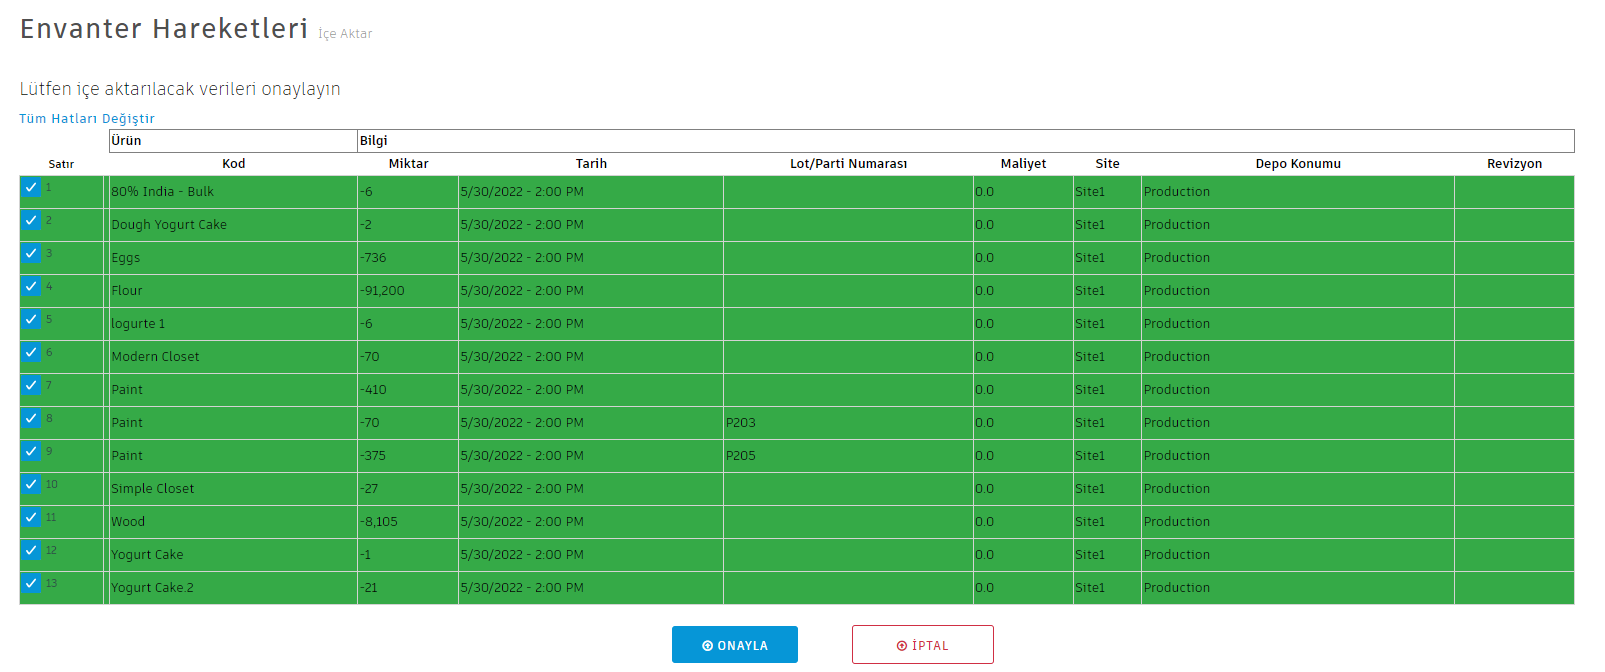 Envanter Hareketleri İçe Aktar
Lütfen içe aktarılacak verileri onaylayın
Tüm Hatları Değiştir
Ürün Bilgi
Satır Kod Miktar Tarih Lot/Parti Numarası Maliyet Site Depo Konumu Revizyon
1 80% India - Bulk -6 5/30/2022 - 2:00 PM 0.0 Site1 Production
2 Dough Yogurt Cake -2 5/30/2022 - 2:00 PM 0.0 Site1 Production
3 Eggs -736 5/30/2022 - 2:00 PM 0.0 Site1 Production
4 Flour -91,200 5/30/2022 - 2:00 PM 0.0 Site1 Production
5 logurte 1 -6 5/30/2022 - 2:00 PM 0.0 Site1 Production
6 Modern Closet -70 5/30/2022 - 2:00 PM 0.0 Site1 Production
7 Paint -410 5/30/2022 - 2:00 PM 0.0 Site1 Production
8 Paint -70 5/30/2022 - 2:00 PM P203 0.0 Site1 Production
9 Paint -375 5/30/2022 - 2:00 PM P205 0.0 Site1 Production
10 Simple Closet -27 5/30/2022 - 2:00 PM 0.0 Site1 Production
11 Wood -8,105 5/30/2022 - 2:00 PM 0.0 Site1 Production
12 Yogurt Cake -1 5/30/2022 - 2:00 PM 0.0 Site1 Production
13 Yogurt Cake.2 -21 5/30/2022 - 2:00 PM 0.0 Site1 Production
ONAYLA İPTAL